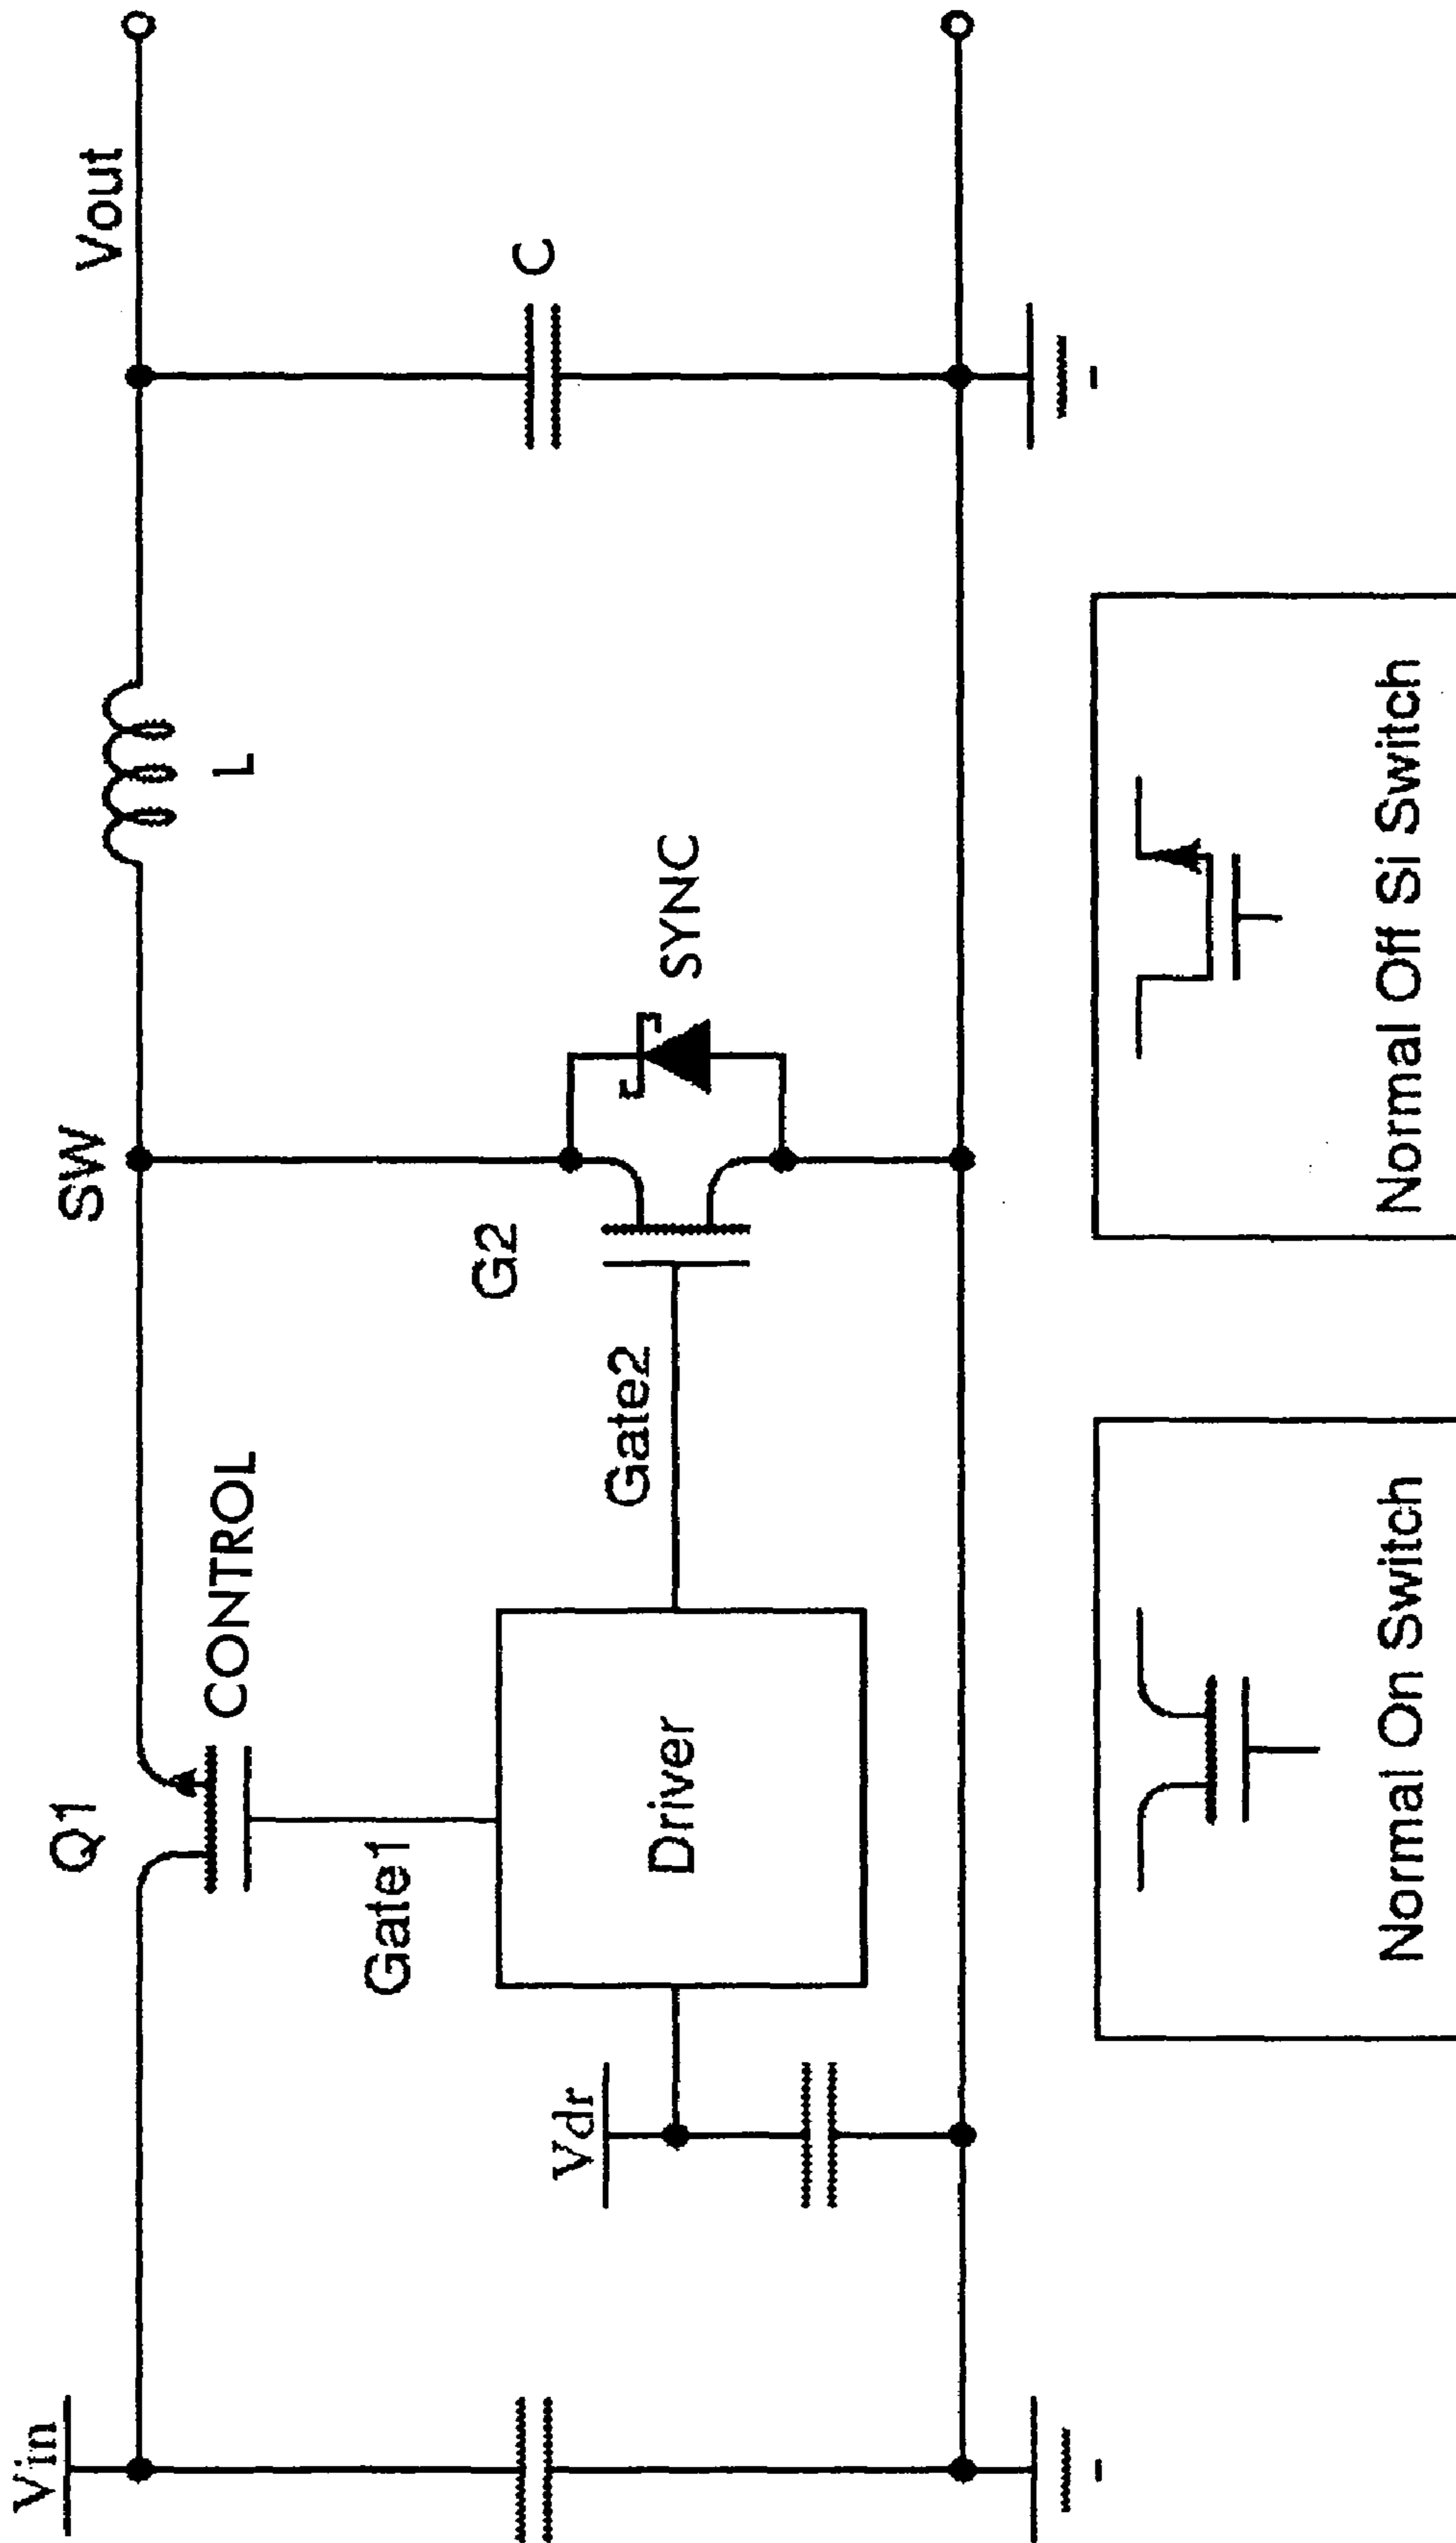 Vin
Q1
CONTROL
Gate1
Driver
Vdr
Gate2
SW
G2
SYNC
L
Vout
C
Normal On Switch
Normal Off Si Switch